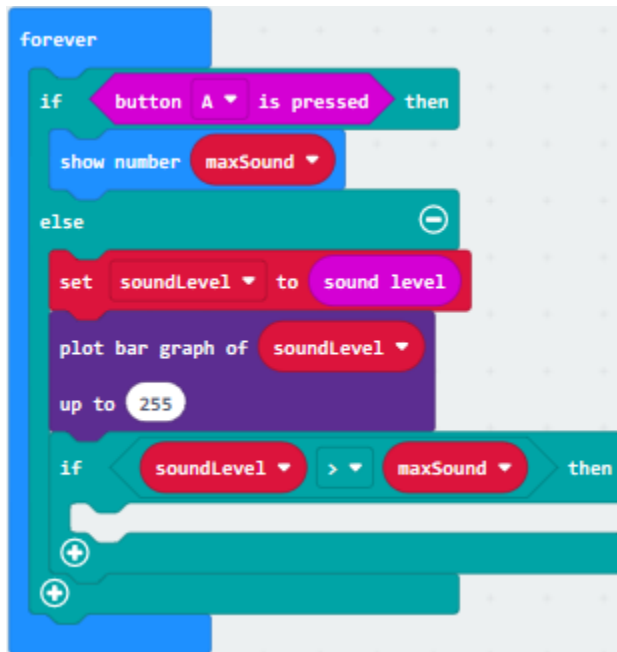 forever
if button A is pressed then
show number maxSound
else
set soundLevel to sound level
plot bar graph of soundLevel
up to 255
if soundLevel > maxSound then